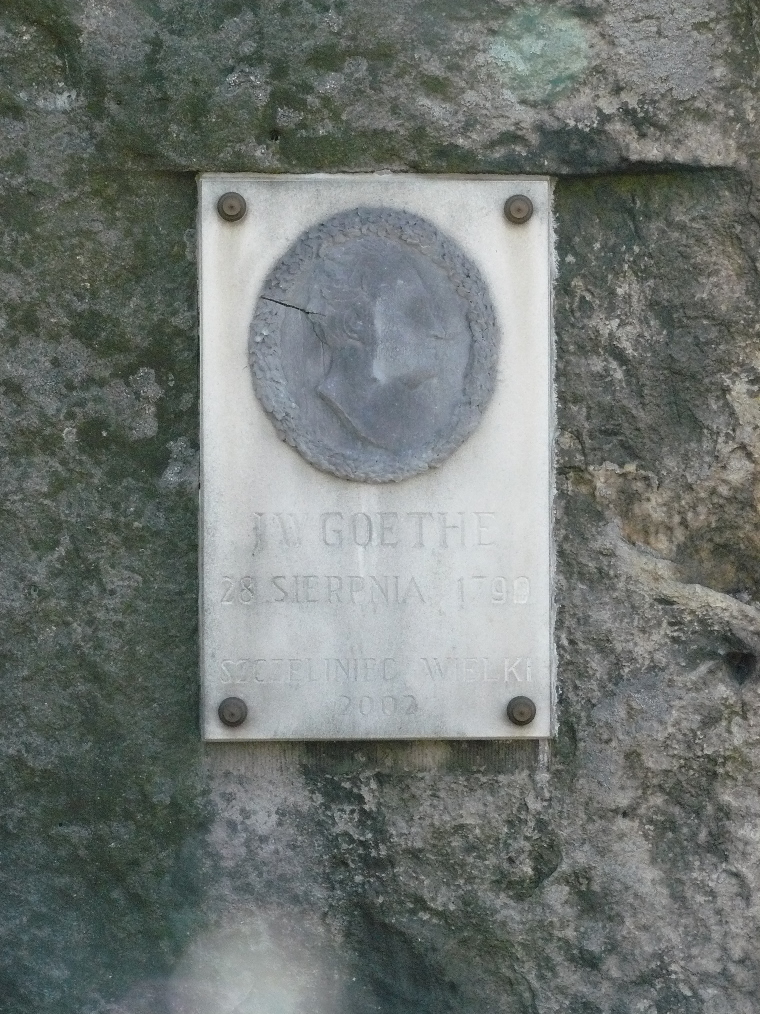 J W GOETHE
28 SIERPNIA 1790
SZCZELINIEC WIELKI
2002